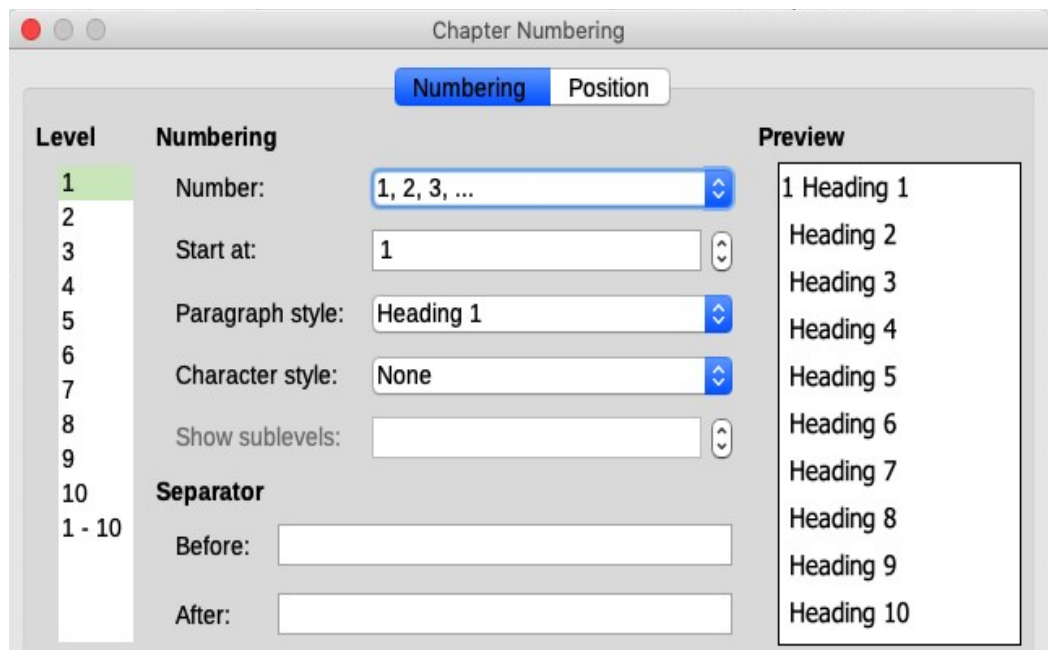 Chapter Numbering
Numbering Position
Level
1
2
3
4
5
6
7
8
9
10
1 - 10
Numbering
Number: 1, 2, 3, ...
Start at: 1
Paragraph style: Heading 1
Character style: None
Show sublevels:
Separator
Before:
After:
Preview
1 Heading 1
Heading 2
Heading 3
Heading 4
Heading 5
Heading 6
Heading 7
Heading 8
Heading 9
Heading 10